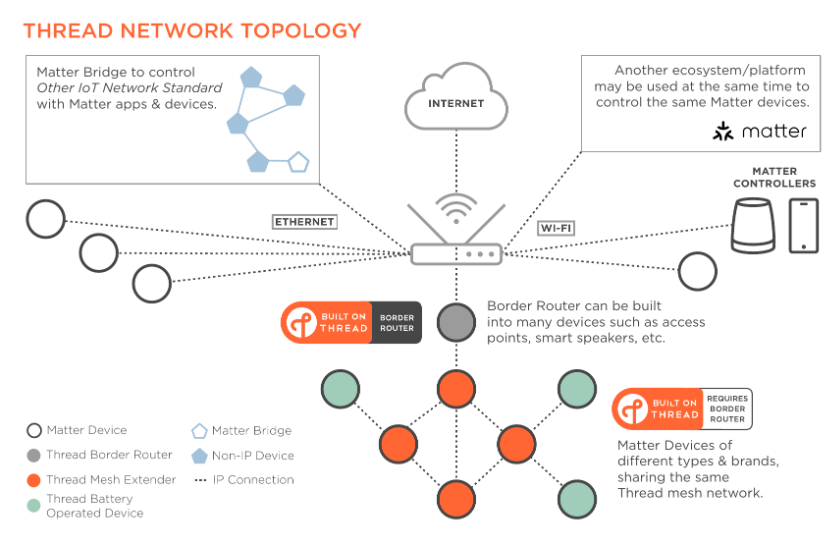 THREAD NETWORK TOPOLOGY
Matter Bridge to control
Other IoT Network Standard
with Matter apps & devices.
INTERNET
Another ecosystem/platform
may be used at the same time to
control the same Matter devices.
matter
MATTER
CONTROLLERS
ETHERNET
WI-FI
BUILT ON
THREAD
BORDER
ROUTER
Border Router can be built
into many devices such as access
points, smart speakers, etc.
BUILT ON
THREAD
REQUIRES
BORDER
ROUTER
Matter Devices of
different types & brands,
sharing the same
Thread mesh network.
Matter Device
Thread Border Router
Thread Mesh Extender
Thread Battery
Operated Device
Matter Bridge
Non-IP Device
IP Connection